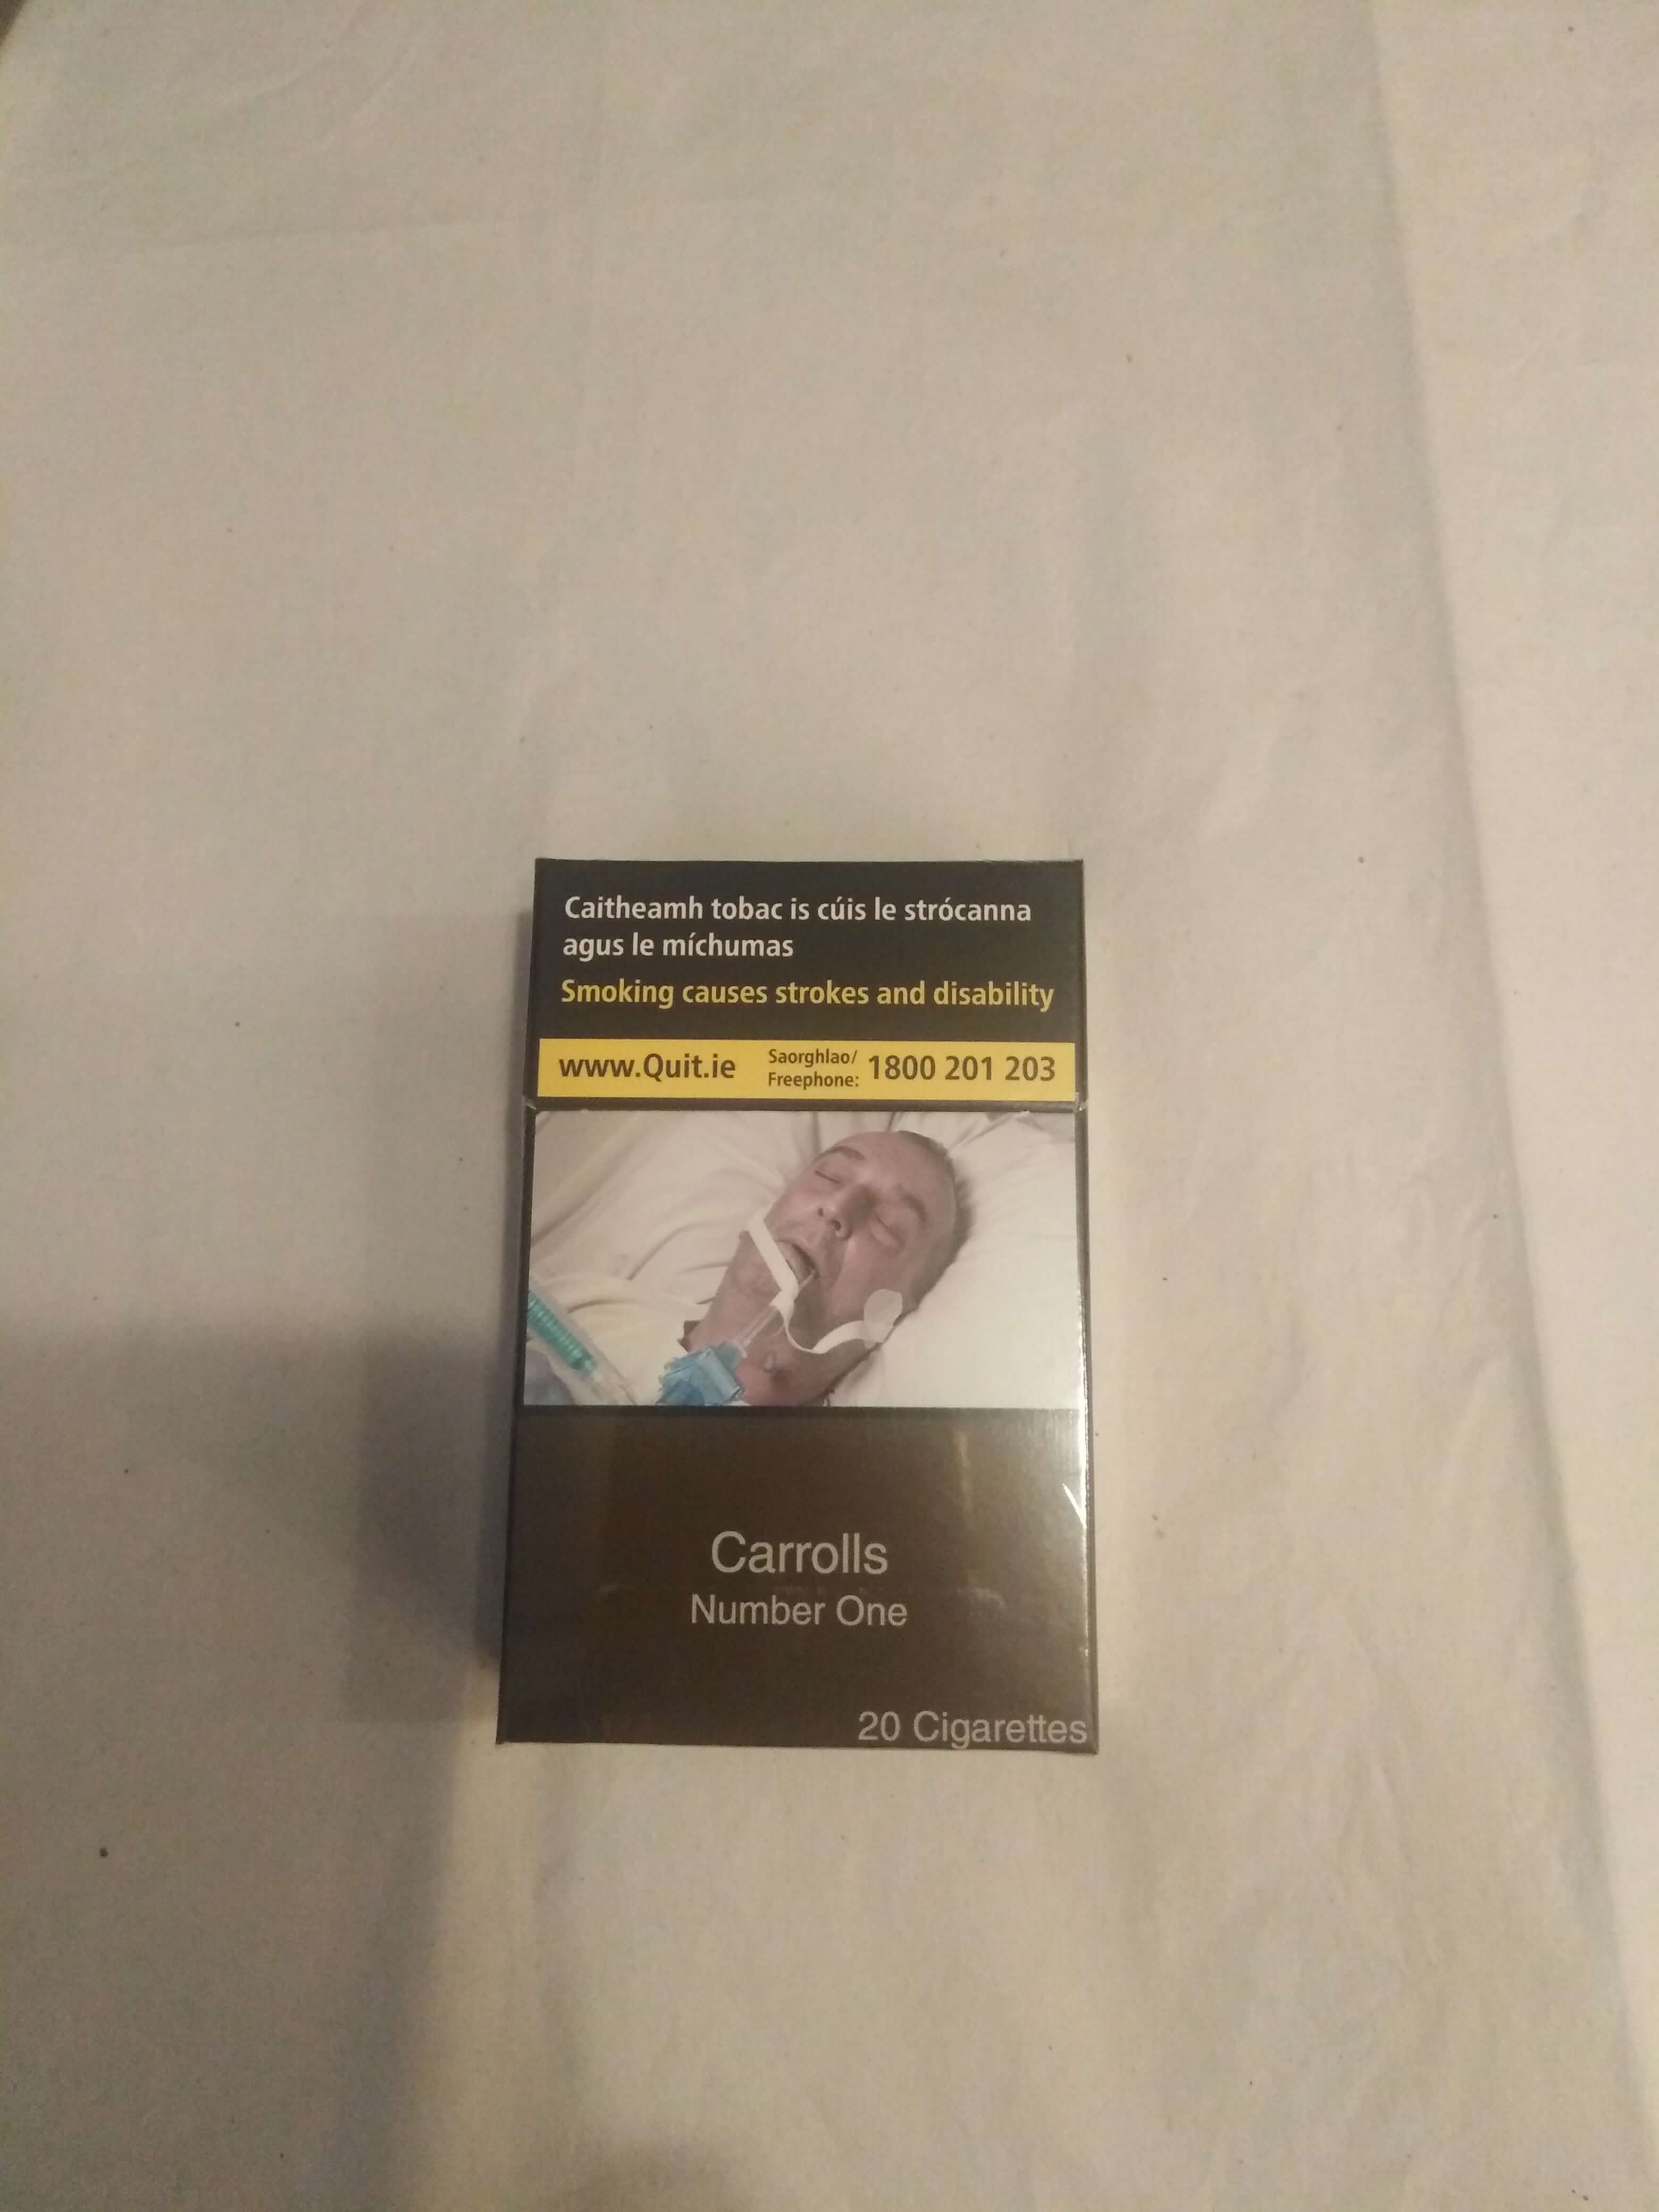 Caitheamh tobac is cúis le strócanna
agus le míchumas
Smoking causes strokes and disability
www.Quit.ie Saorghlao/ Freephone: 1800 201 203
Carrolls
Number One
20 Cigarettes